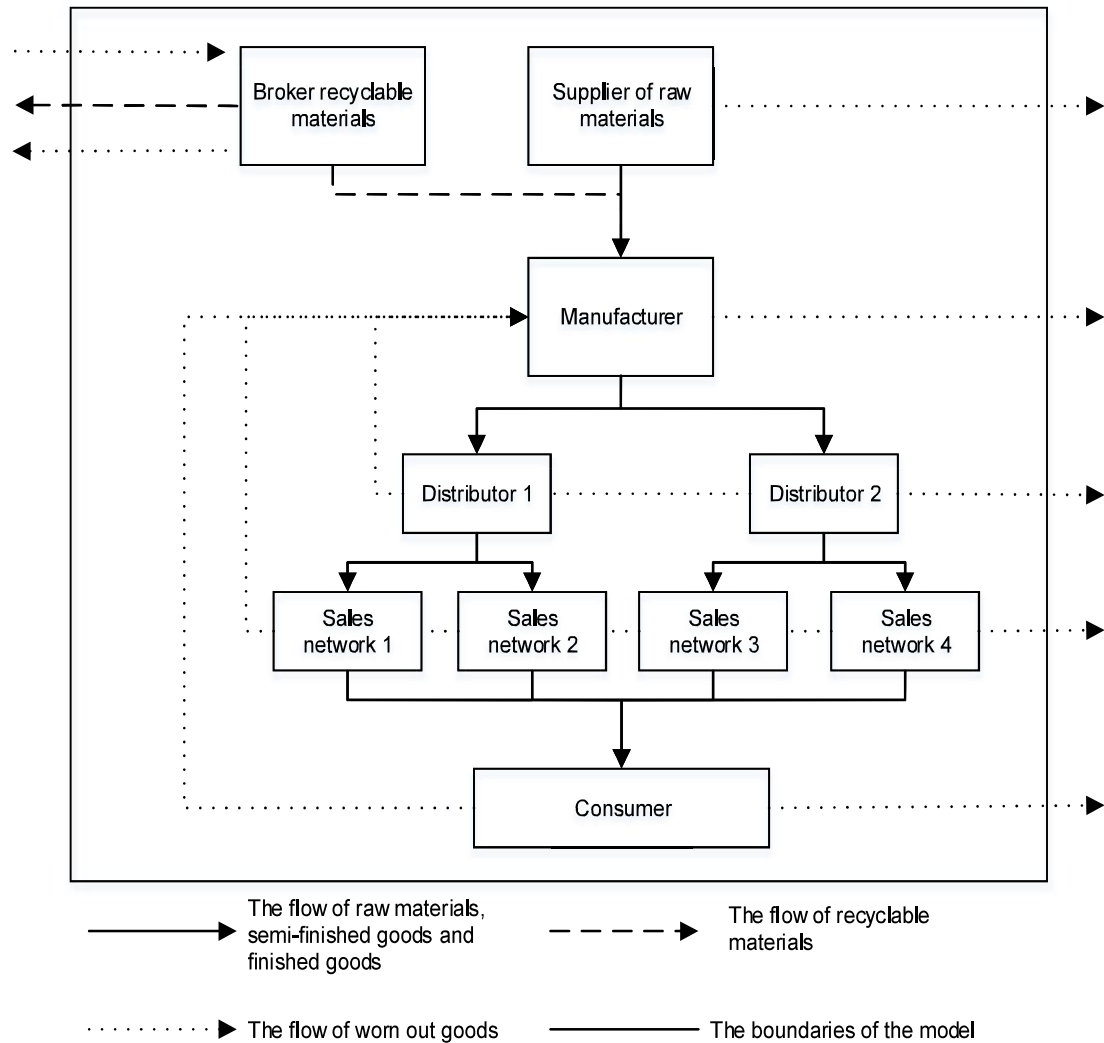 Broker recyclable
materials
Supplier of raw
materials
Manufacturer
Distributor 1
Distributor 2
Sales
network 1
Sales
network 2
Sales
network 3
Sales
network 4
Consumer
The flow of raw materials,
semi-finished goods and
finished goods
The flow of recyclable
materials
The flow of worn out goods
The boundaries of the model